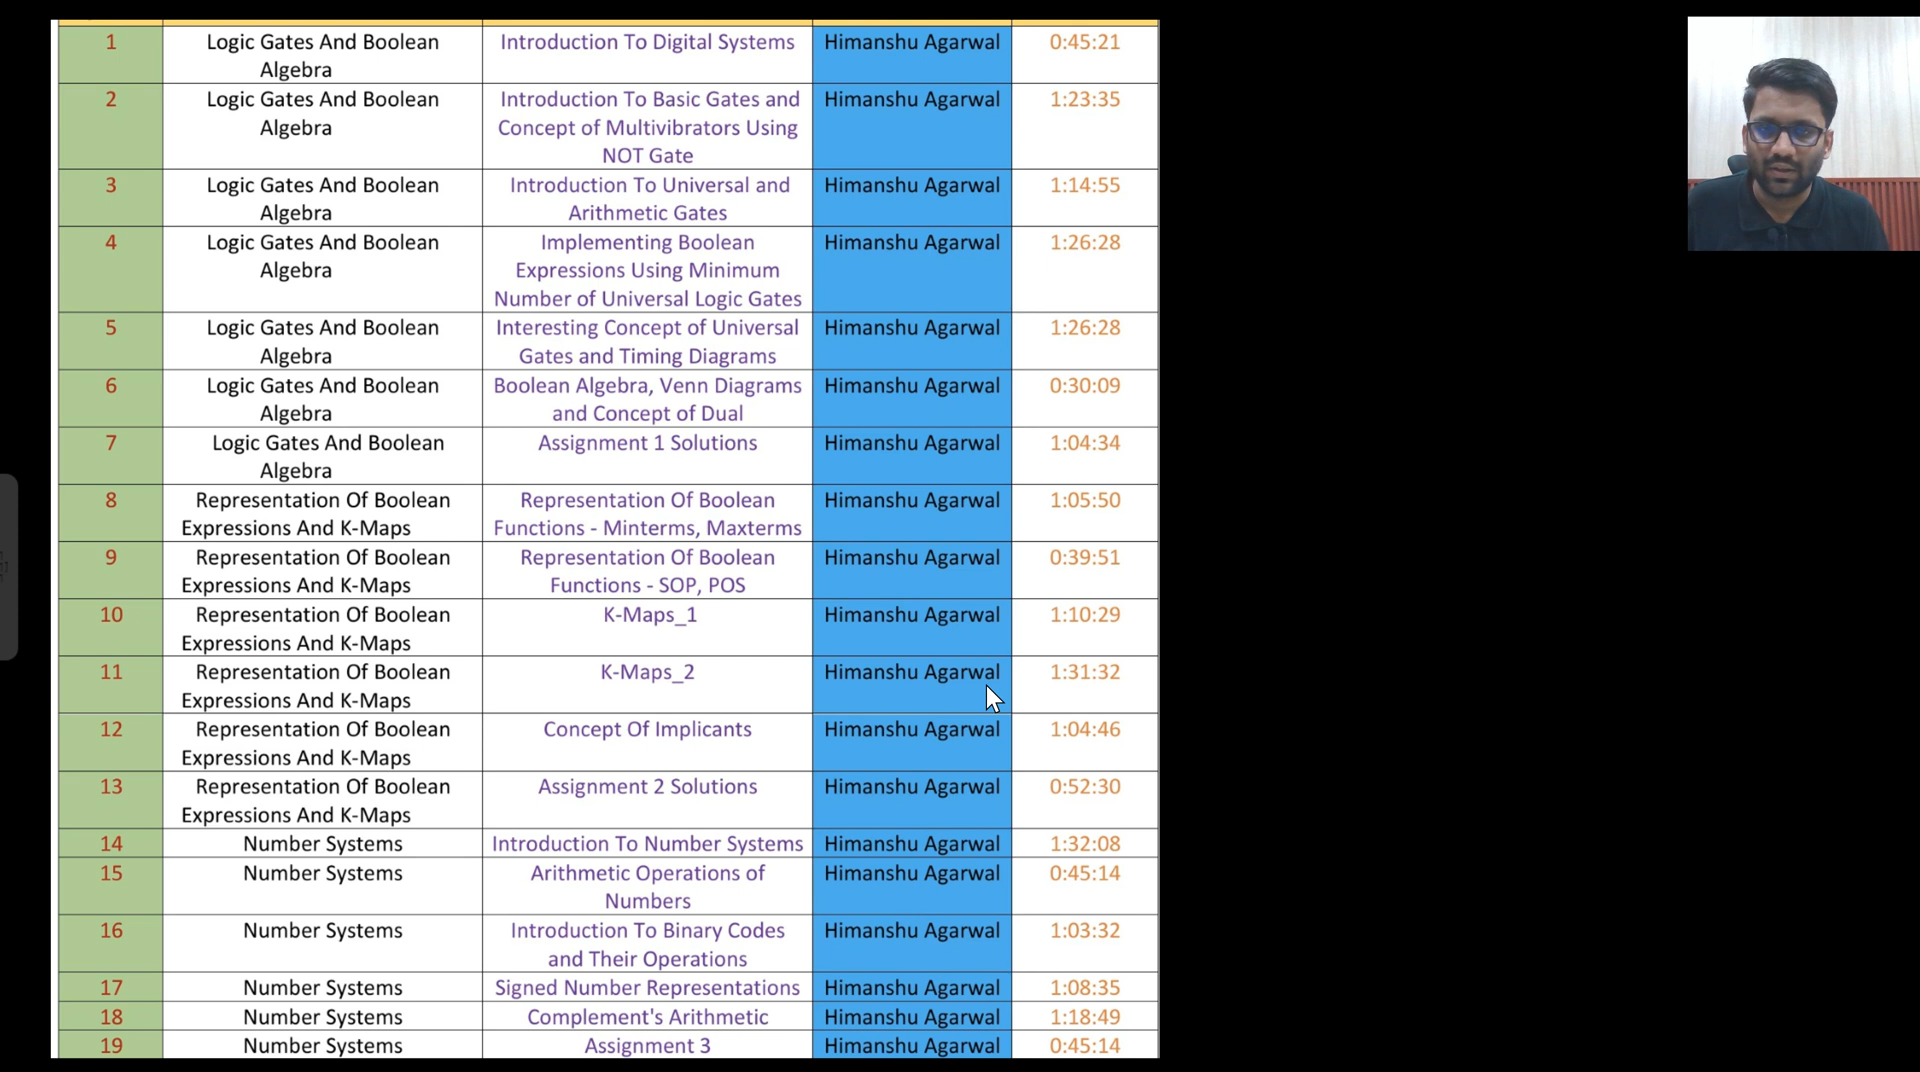 1 Logic Gates And Boolean Introduction To Digital Systems Himanshu Agarwal 0:45:21
Algebra
2 Logic Gates And Boolean Introduction To Basic Gates and Himanshu Agarwal 1:23:35
Algebra Concept of Multivibrators Using
NOT Gate
3 Logic Gates And Boolean Introduction To Universal and Himanshu Agarwal 1:14:55
Algebra Arithmetic Gates
4 Logic Gates And Boolean Implementing Boolean Himanshu Agarwal 1:26:28
Algebra Expressions Using Minimum
Number of Universal Logic Gates
5 Logic Gates And Boolean Interesting Concept of Universal Himanshu Agarwal 1:26:28
Algebra Gates and Timing Diagrams
6 Logic Gates And Boolean Boolean Algebra, Venn Diagrams Himanshu Agarwal 0:30:09
Algebra and Concept of Dual
7 Logic Gates And Boolean Assignment 1 Solutions Himanshu Agarwal 1:04:34
Algebra
8 Representation Of Boolean Representation Of Boolean Himanshu Agarwal 1:05:50
Expressions And K-Maps Functions - Minterms, Maxterms
9 Representation Of Boolean Representation Of Boolean Himanshu Agarwal 0:39:51
Expressions And K-Maps Functions - SOP, POS
10 Representation Of Boolean K-Maps_1 Himanshu Agarwal 1:10:29
Expressions And K-Maps
11 Representation Of Boolean K-Maps_2 Himanshu Agarwal 1:31:32
Expressions And K-Maps
12 Representation Of Boolean Concept Of Implicants Himanshu Agarwal 1:04:46
Expressions And K-Maps
13 Representation Of Boolean Assignment 2 Solutions Himanshu Agarwal 0:52:30
Expressions And K-Maps
14 Number Systems Introduction To Number Systems Himanshu Agarwal 1:32:08
15 Number Systems Arithmetic Operations of Himanshu Agarwal 0:45:14
Numbers
16 Number Systems Introduction To Binary Codes Himanshu Agarwal 1:03:32
and Their Operations
17 Number Systems Signed Number Representations Himanshu Agarwal 1:08:35
18 Number Systems Complement's Arithmetic Himanshu Agarwal 1:18:49
19 Number Systems Assignment 3 Himanshu Agarwal 0:45:14